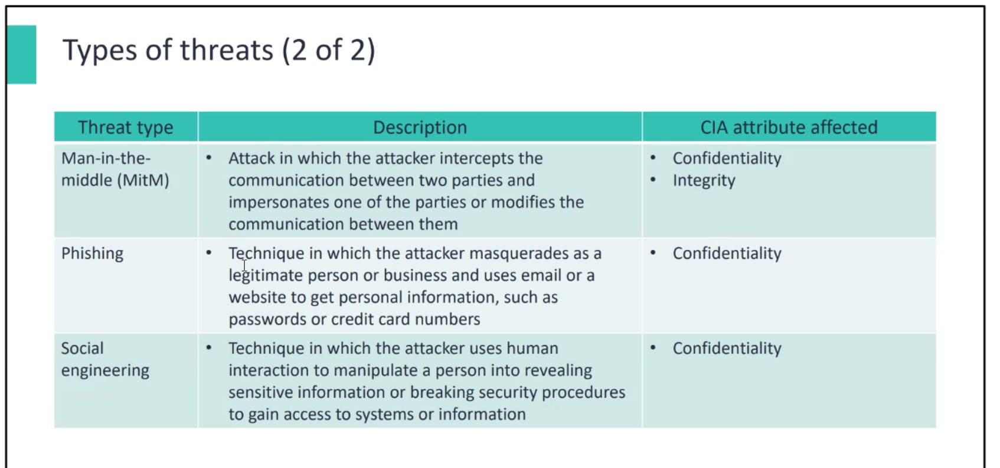 Types of threats (2 of 2)
Threat type
Description
CIA attribute affected
Man-in-the-
middle (MitM)
• Attack in which the attacker intercepts the
communication between two parties and
impersonates one of the parties or modifies the
communication between them
• Confidentiality
• Integrity
Phishing
• Technique in which the attacker masquerades as a
legitimate person or business and uses email or a
website to get personal information, such as
passwords or credit card numbers
• Confidentiality
Social
engineering
• Technique in which the attacker uses human
interaction to manipulate a person into revealing
sensitive information or breaking security procedures
to gain access to systems or information
• Confidentiality